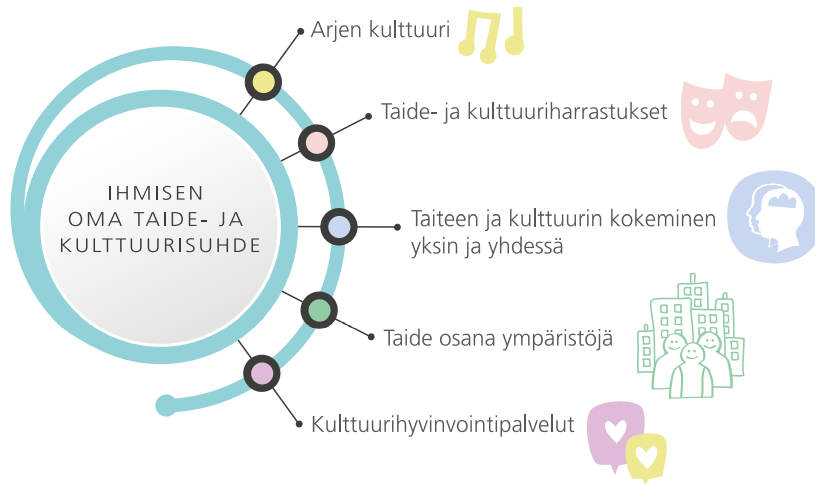 Arjen kulttuuri
Taide- ja kulttuuriharrastukset
IHMISEN
OMA TAIDE- JA
KULTTUURISUHDE
Taiteen ja kulttuurin kokeminen
yksin ja yhdessä
Taide osana ympäristöjä
Kulttuurihyvinvointipalvelut